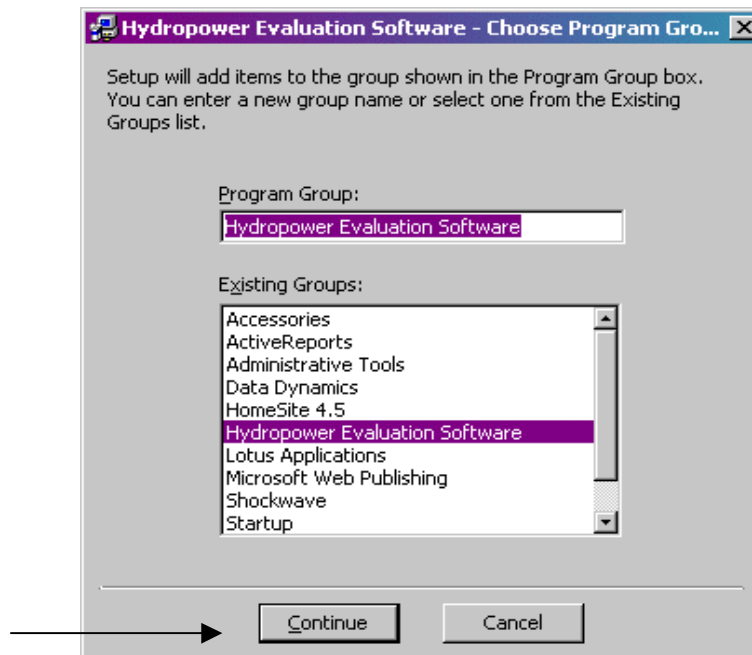 Hydropower Evaluation Software - Choose Program Gro...
Setup will add items to the group shown in the Program Group box.
You can enter a new group name or select one from the Existing
Groups list.
Program Group:
Hydropower Evaluation Software
Existing Groups:
Accessories
ActiveReports
Administrative Tools
Data Dynamics
HomeSite 4.5
Hydropower Evaluation Software
Lotus Applications
Microsoft Web Publishing
Shockwave
Startup
Continue
Cancel